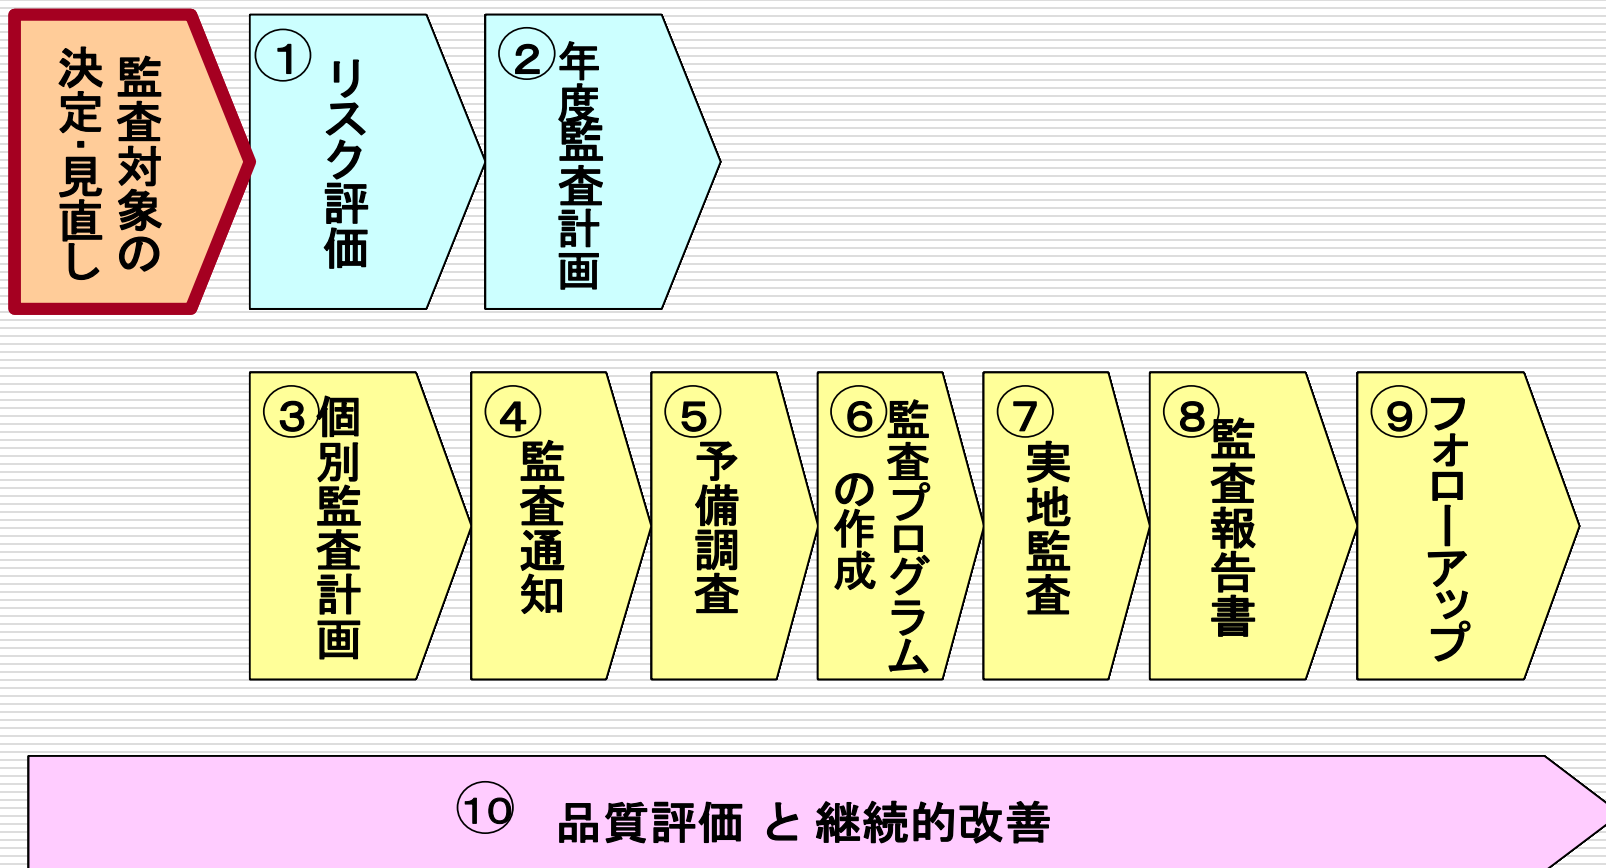 監査対象の
決定・見直し
①
リスク評価
②
年度監査計画
③
個別監査計画
④
監査通知
⑤
予備調査
⑥
監査プログラム
の作成
⑦
実地監査
⑧
監査報告書
⑨
フォローアップ
⑩ 品質評価 と 継続的改善